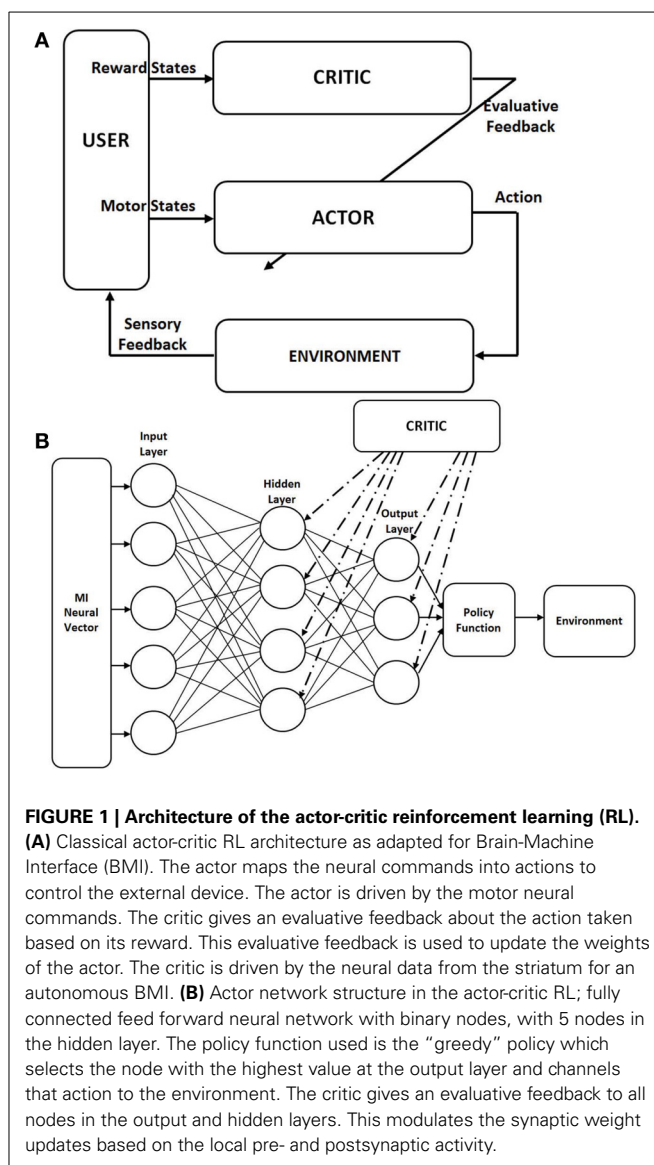 A
Reward States
CRITIC
Evaluative
Feedback
USER
Motor States
ACTOR
Action
Sensory
Feedback
ENVIRONMENT
B
CRITIC
Input
Layer
Hidden
Layer
Output
Layer
MI
Neural
Vector
Policy
Function
Environment
FIGURE 1 | Architecture of the actor-critic reinforcement learning (RL).
(A) Classical actor-critic RL architecture as adapted for Brain-Machine
Interface (BMI). The actor maps the neural commands into actions to
control the external device. The actor is driven by the motor neural
commands. The critic gives an evaluative feedback about the action taken
based on its reward. This evaluative feedback is used to update the weights
of the actor. The critic is driven by the neural data from the striatum for an
autonomous BMI. (B) Actor network structure in the actor-critic RL; fully
connected feed forward neural network with binary nodes, with 5 nodes in
the hidden layer. The policy function used is the “greedy” policy which
selects the node with the highest value at the output layer and channels
that action to the environment. The critic gives an evaluative feedback to all
nodes in the output and hidden layers. This modulates the synaptic weight
updates based on the local pre- and postsynaptic activity.